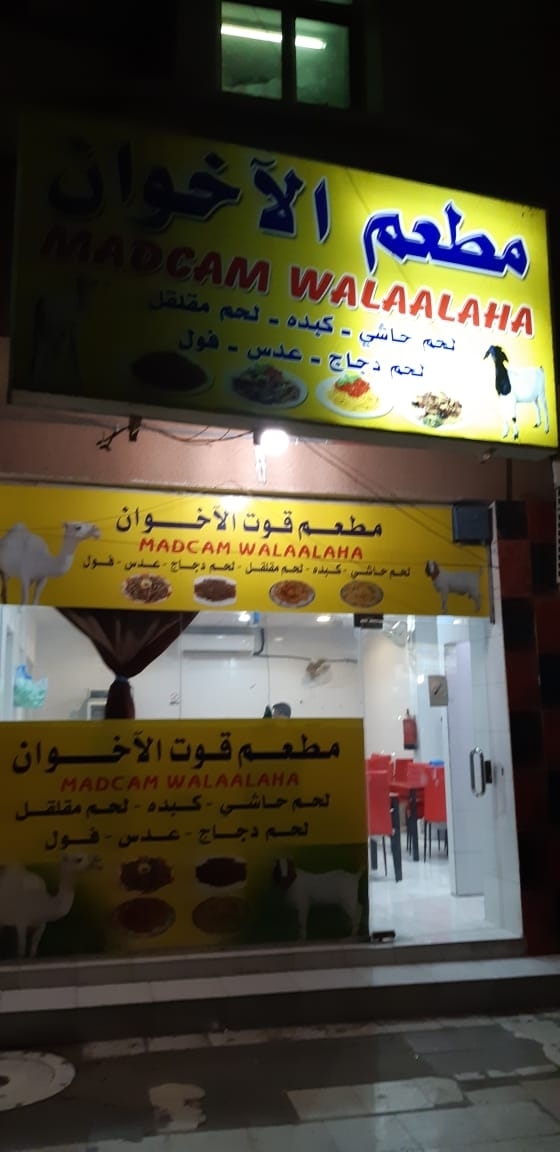 مطعم الآخوان
MADCAM WALAALAHA
لحم حاشي - كبده - لحم مقلقل
لحم دجاج - عدس - فول
مطعم قوت الآخوان
MADCAM WALAALAHA
لحم حاشي - كبده - لحم مقلقل - لحم دجاج - عدس - فول
مطعم قوت الآخوان
MADCAM WALAALAHA
لحم حاشي - كبده - لحم مقلقل
لحم دجاج - عدس - فول